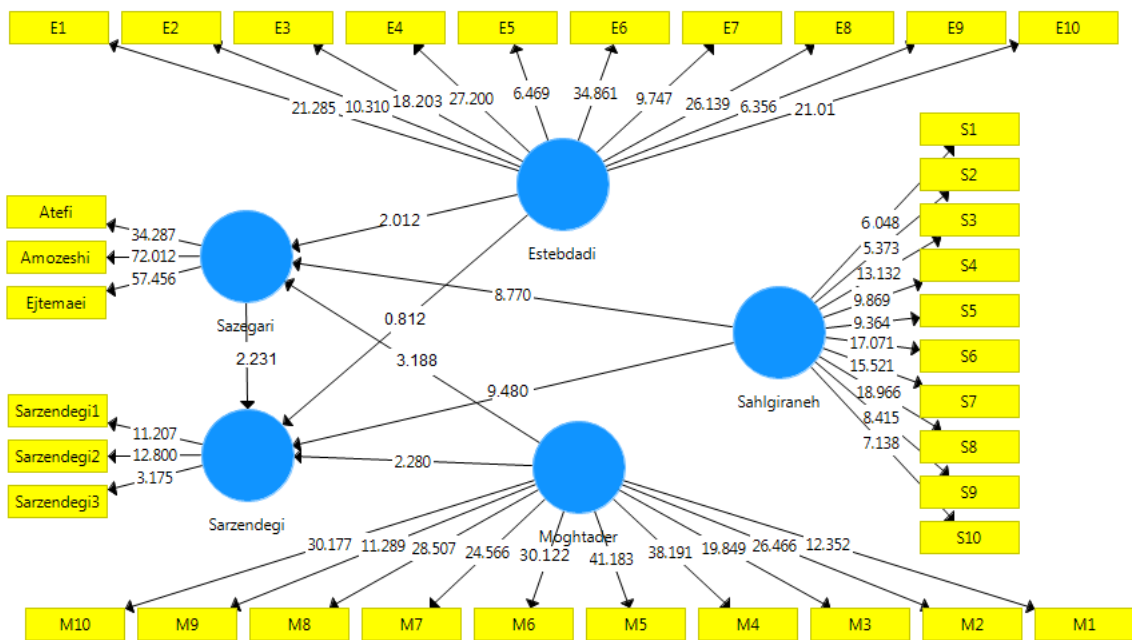 E1 E2 E3 E4 E5 E6 E7 E8 E9 E10
21.285 10.310 18.203 27.200 6.469 34.861 9.747 26.139 6.356 21.01
Estebdadi
Atefi
Amozeshi
Ejtemaei
34.287
72.012
57.456
Sazegari
2.012
8.770
0.812
3.188
2.231
9.480
2.280
Sarzendegi1
Sarzendegi2
Sarzendegi3
11.207
12.800
3.175
Sarzendegi
Sahlgiraneh
6.048
5.373
13.132
9.869
9.364
17.071
15.521
18.966
8.415
7.138
S1
S2
S3
S4
S5
S6
S7
S8
S9
S10
Moghtader
30.177 11.289 28.507 24.566 30.122 41.183 38.191 19.849 26.466 12.352
M10 M9 M8 M7 M6 M5 M4 M3 M2 M1